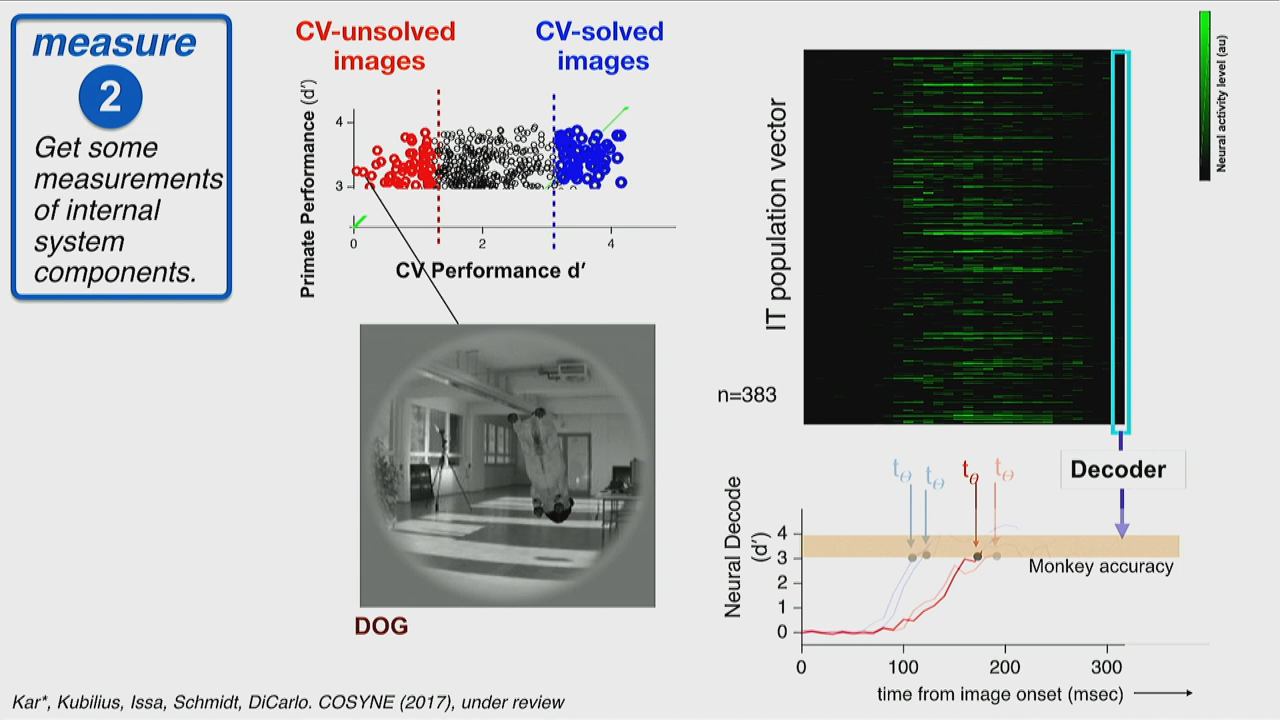 measure
2
Get some
measurements
of internal
system
components.
CV-unsolved
images
CV-solved
images
Primate Performance (d′)
4
3
0
2
4
CV Performance d′
DOG
IT population vector
n=383
Neural activity level (au)
Decoder
tθ
tθ
tθ
tθ
Neural Decode
(d′)
4
3
2
1
0
Monkey accuracy
0
100
200
300
time from image onset (msec)
Kar*, Kubilius, Issa, Schmidt, DiCarlo. COSYNE (2017), under review